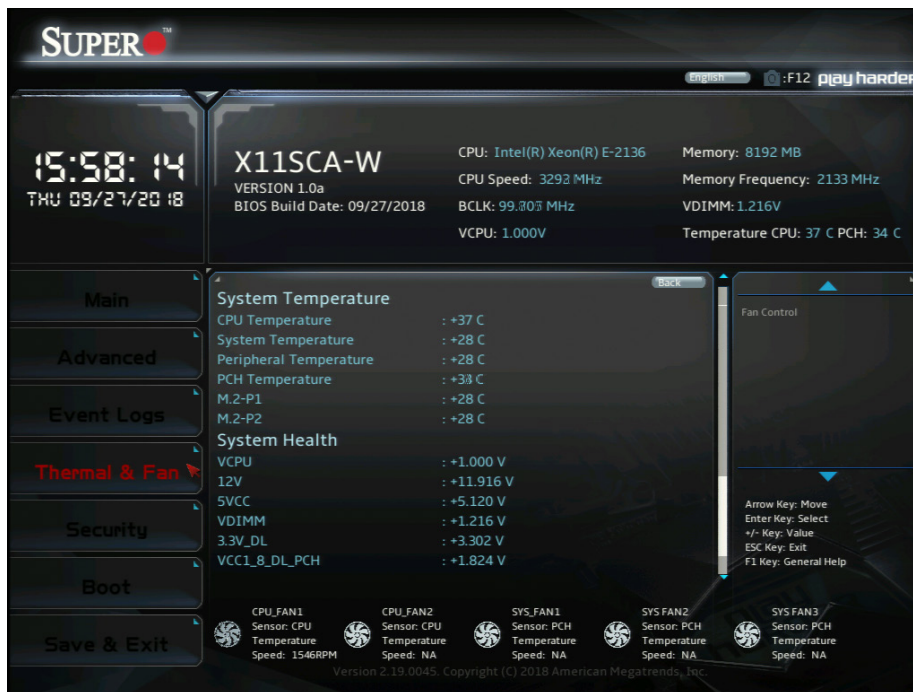 SUPER TM
English :F12 play harder
15:58:14
THU 09/27/2018
X11SCA-W
VERSION 1.0a
BIOS Build Date: 09/27/2018
CPU: Intel(R) Xeon(R) E-2136
CPU Speed: MHz
BCLK: MHz
VCPU: 1.000V
Memory: 8192 MB
Memory Frequency: 2133 MHz
VDIMM: 1.216V
Temperature CPU: 37 C PCH: 34 C
Main
Advanced
Event Logs
Thermal & Fan
Security
Boot
Save & Exit
Back
System Temperature
CPU Temperature : +37 C
System Temperature : +28 C
Peripheral Temperature : +28 C
PCH Temperature : C
M.2-P1 : +28 C
M.2-P2 : +28 C
System Health
VCPU : +1.000 V
12V : +11.916 V
5VCC : +5.120 V
VDIMM : +1.216 V
3.3V_DL : +3.302 V
VCC1_8_DL_PCH : +1.824 V
Fan Control
Arrow Key: Move
Enter Key: Select
+/- Key: Value
ESC Key: Exit
F1 Key: General Help
CPU_FAN1
Sensor: CPU
Temperature
Speed: 1546RPM
CPU_FAN2
Sensor: CPU
Temperature
Speed: NA
SYS_FAN1
Sensor: PCH
Temperature
Speed: NA
SYS FAN2
Sensor: PCH
Temperature
Speed: NA
SYS FAN3
Sensor: PCH
Temperature
Speed: NA
Version 2.19.0045. Copyright (C) 2018 American Megatrends, Inc.